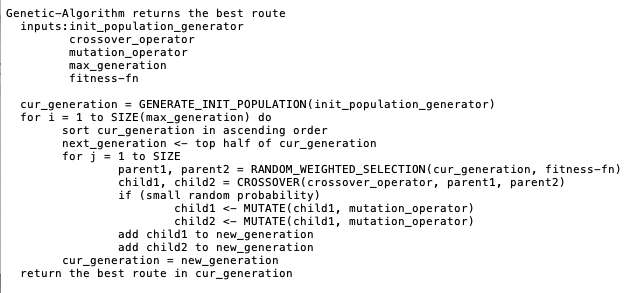 Genetic-Algorithm returns the best route
inputs:init_population_generator
crossover_operator
mutation_operator
max_generation
fitness-fn
cur_generation = GENERATE_INIT_POPULATION(init_population_generator)
for i = 1 to SIZE(max_generation) do
sort cur_generation in ascending order
next_generation <- top half of cur_generation
for j = 1 to SIZE
parent1, parent2 = RANDOM_WEIGHTED_SELECTION(cur_generation, fitness-fn)
child1, child2 = CROSSOVER(crossover_operator, parent1, parent2)
if (small random probability)
child1 <- MUTATE(child1, mutation_operator)
child2 <- MUTATE(child1, mutation_operator)
add child1 to new_generation
add child2 to new_generation
cur_generation = new_generation
return the best route in cur_generation